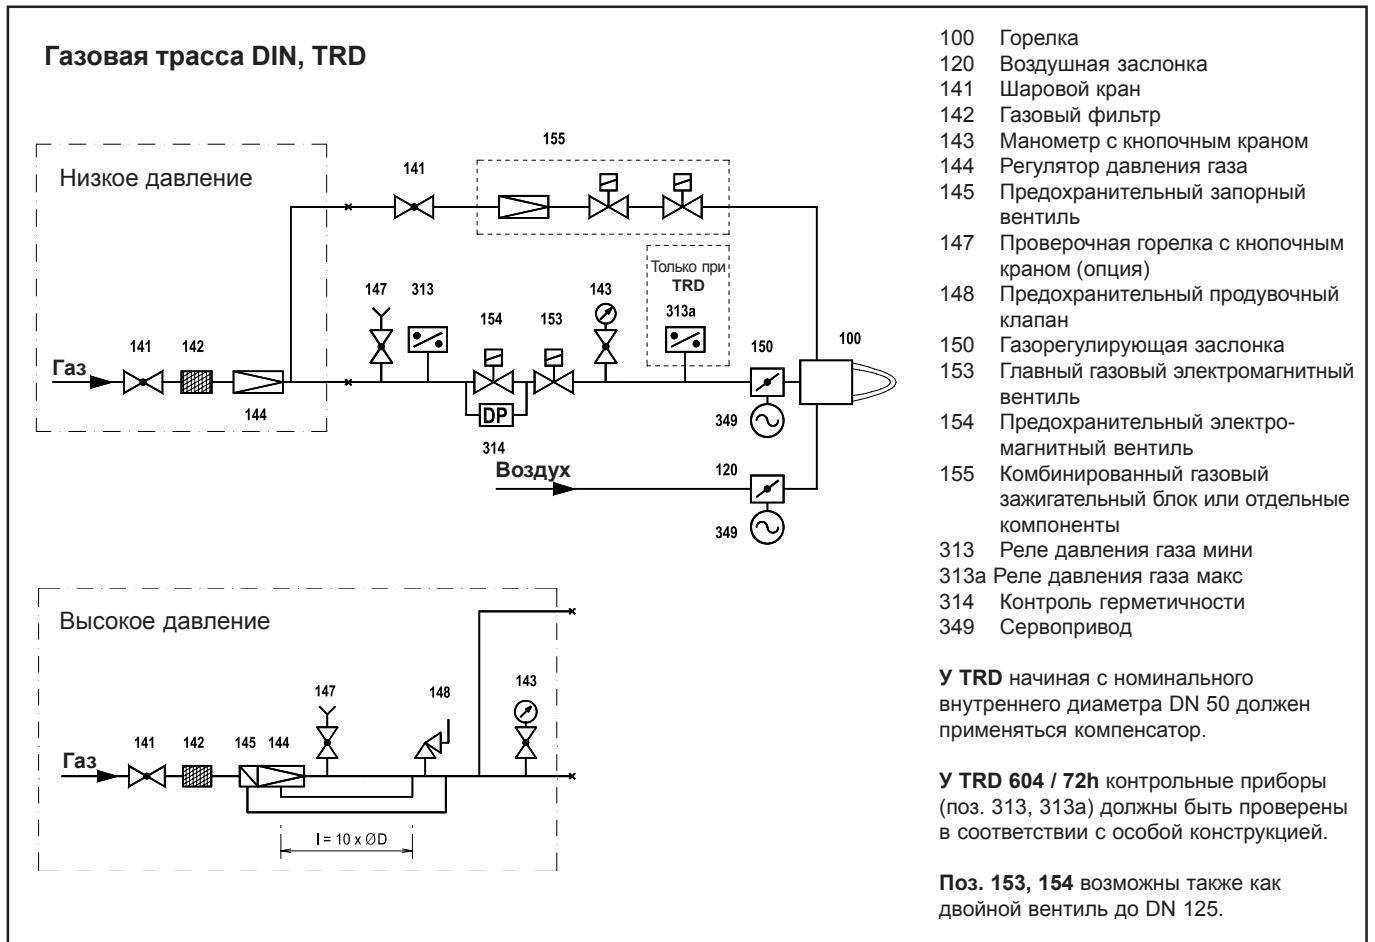 Газовая трасса DIN, TRD
Низкое давление
155
141
Только при
TRD
147
313
154
153
143
313a
150
100
Газ
141
142
144
DP
314
349
Воздух
120
349
Высокое давление
147
148
143
Газ
141
142
145
144
l = 10 x ØD
100 Горелка
120 Воздушная заслонка
141 Шаровой кран
142 Газовый фильтр
143 Манометр с кнопочным краном
144 Регулятор давления газа
145 Предохранительный запорный
вентиль
147 Проверочная горелка с кнопочным
краном (опция)
148 Предохранительный продувочный
клапан
150 Газорегулирующая заслонка
153 Главный газовый электромагнитный
вентиль
154 Предохранительный электро-
магнитный вентиль
155 Комбинированный газовый
зажигательный блок или отдельные
компоненты
313 Реле давления газа мини
313a Реле давления газа макс
314 Контроль герметичности
349 Сервопривод
У TRD начиная с номинального
внутреннего диаметра DN 50 должен
применяться компенсатор.
У TRD 604 / 72h контрольные приборы
(поз. 313, 313a) должны быть проверены
в соответствии с особой конструкцией.
Поз. 153, 154 возможны также как
двойной вентиль до DN 125.